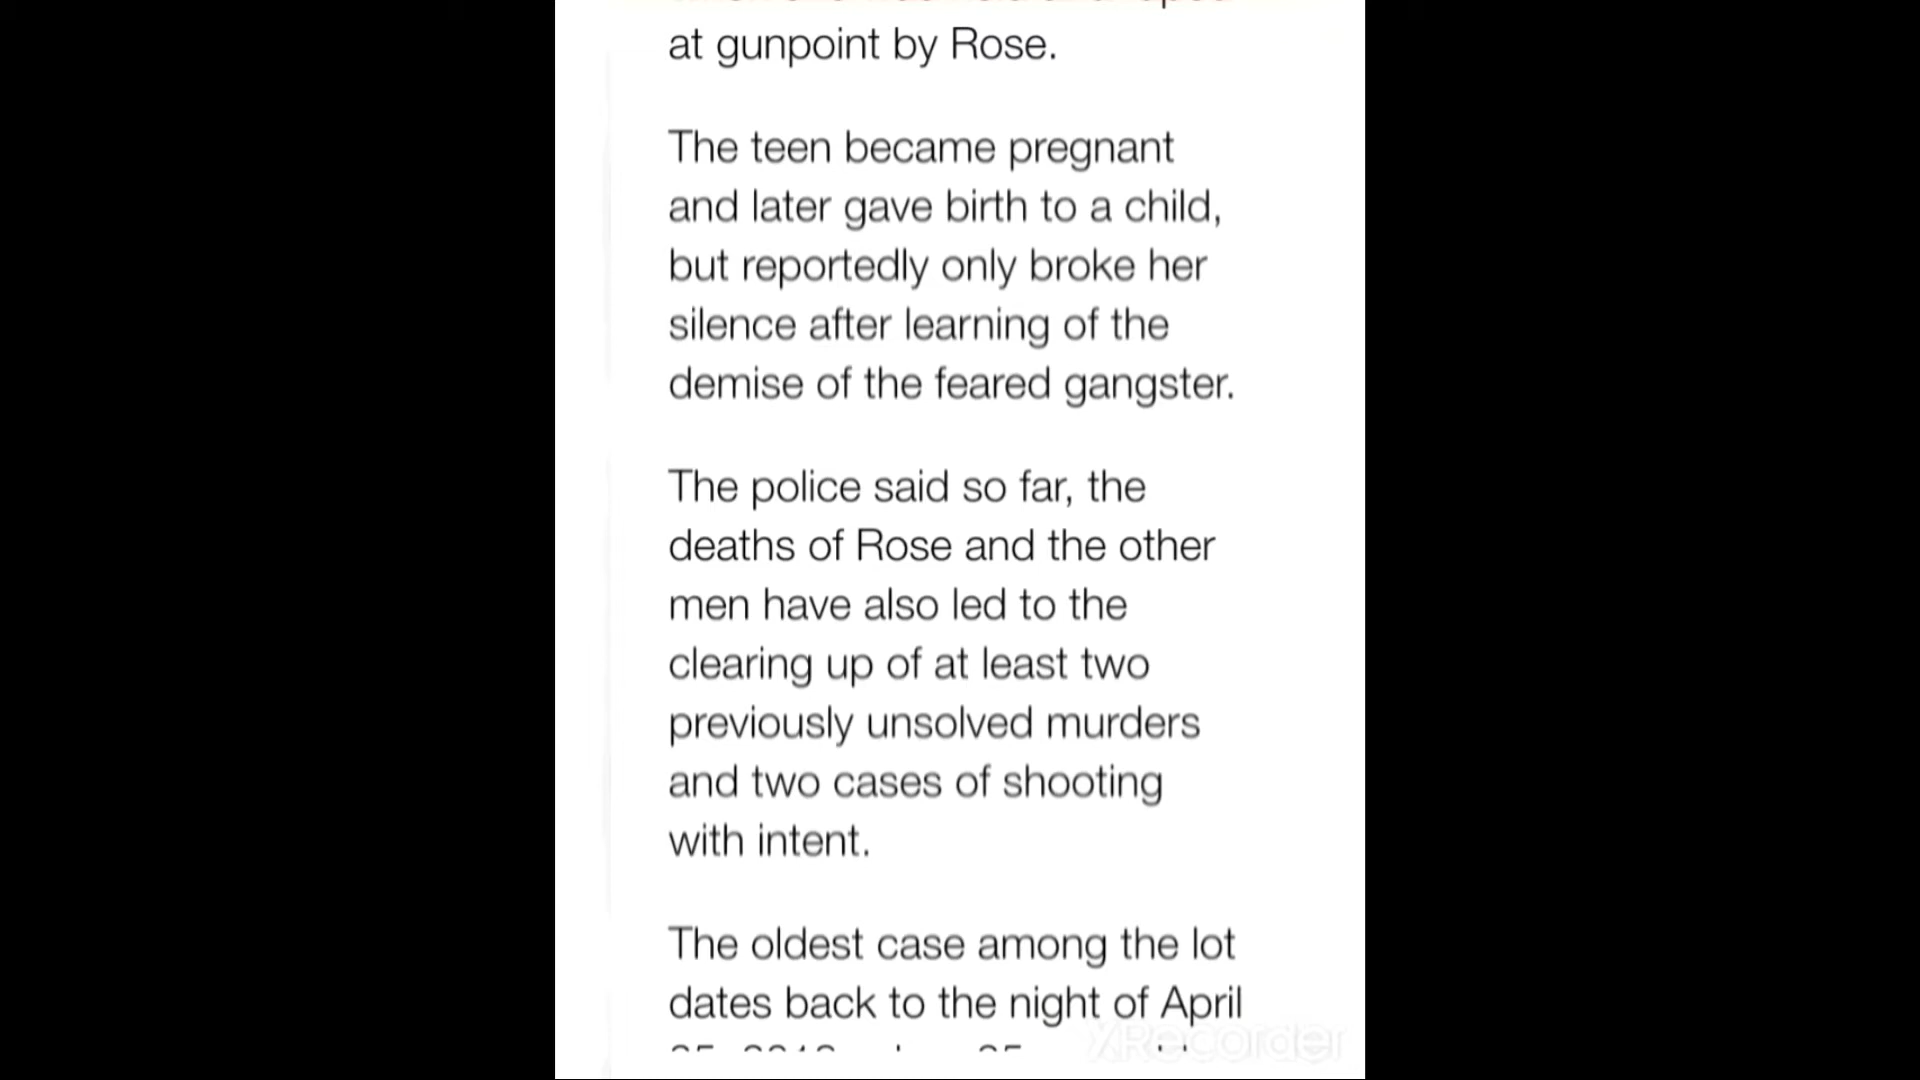 at gunpoint by Rose.
The teen became pregnant
and later gave birth to a child,
but reportedly only broke her
silence after learning of the
demise of the feared gangster.
The police said so far, the
deaths of Rose and the other
men have also led to the
clearing up of at least two
previously unsolved murders
and two cases of shooting
with intent.
The oldest case among the lot
dates back to the night of April
XRecorder